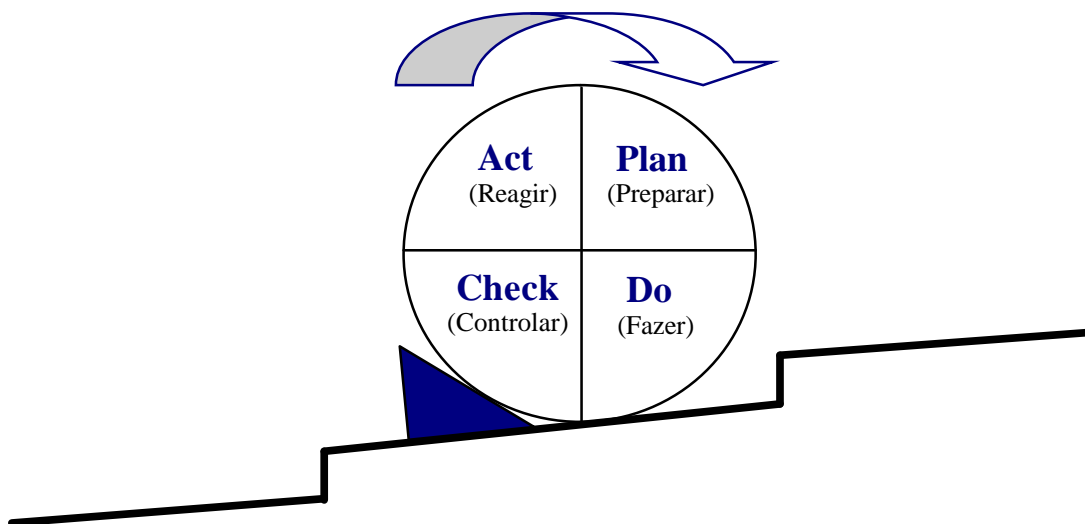 Act
(Reagir)
Plan
(Preparar)
Check
(Controlar)
Do
(Fazer)